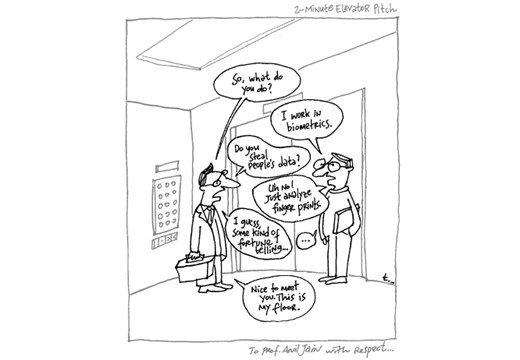 2-Minute Elevator Pitch
So, what do
you do?
I work in
biometrics.
Do you
steal
people's data?
Uh no! I
just analyze
finger prints.
I guess,
some kind of
fortune
telling...
...
Nice to meet
you. This is
my floor.
To Prof. Anil Jain with respect...